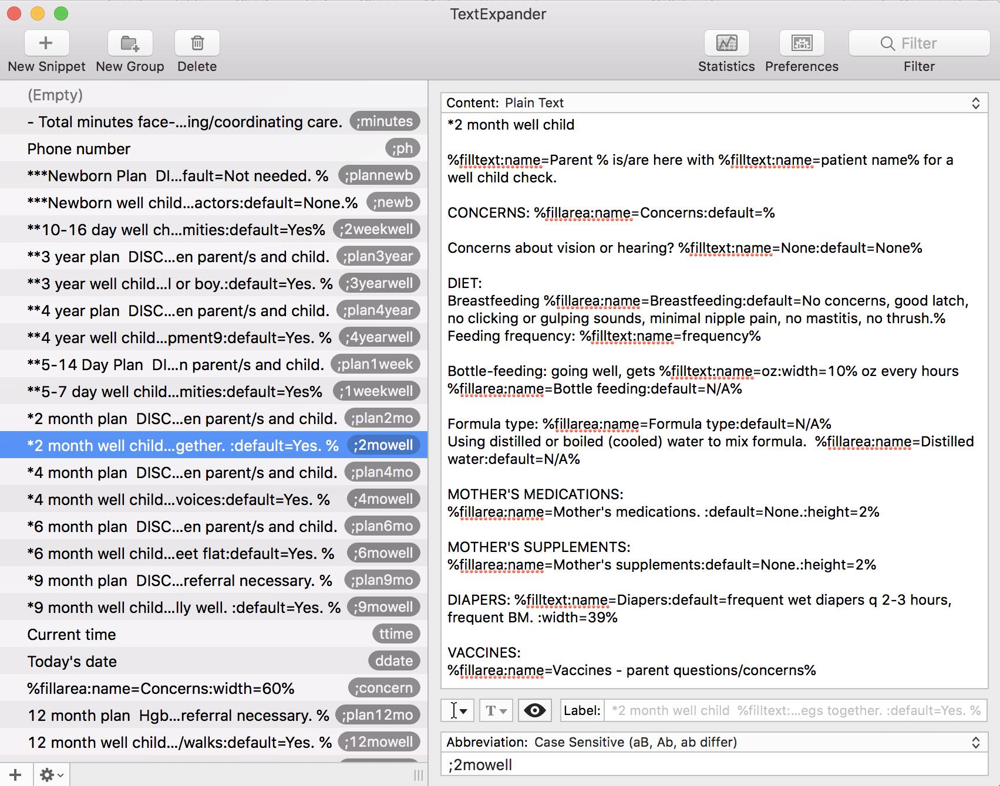 TextExpander
New Snippet
New Group
Delete
Statistics
Preferences
Filter
Filter
(Empty)
- Total minutes face-...ing/coordinating care. ;minutes
Phone number ;ph
***Newborn Plan  DI...fault=Not needed. % ;plannewb
***Newborn well child...actors:default=None.% ;newb
**10-16 day well ch...mities:default=Yes% ;2weekwell
**3 year plan  DISC...en parent/s and child. ;plan3year
**3 year well child...l or boy.:default=Yes. % ;3yearwell
**4 year plan  DISC...en parent/s and child. ;plan4year
**4 year well child...pment9:default=Yes. % ;4yearwell
**5-14 Day Plan  DI...n parent/s and child. ;plan1week
**5-7 day well child...mities:default=Yes% ;1weekwell
*2 month plan  DISC...en parent/s and child. ;plan2mo
*2 month well child...gether. :default=Yes. % ;2mowell
*4 month plan  DISC...en parent/s and child. ;plan4mo
*4 month well child...voices:default=Yes. % ;4mowell
*6 month plan  DISC...en parent/s and child. ;plan6mo
*6 month well child...eet flat:default=Yes. % ;6mowell
*9 month plan  DISC...referral necessary. % ;plan9mo
*9 month well child...lly well. :default=Yes. % ;9mowell
Current time ttime
Today's date ddate
%fillarea:name=Concerns:width=60% ;concern
12 month plan  Hgb...referral necessary. % ;plan12mo
12 month well child.../walks:default=Yes. % ;12mowell
Content: Plain Text
*2 month well child
%filltext:name=Parent % is/are here with %filltext:name=patient name% for a
well child check.
CONCERNS: %fillarea:name=Concerns:default=%
Concerns about vision or hearing? %filltext:name=None:default=None%
DIET:
Breastfeeding %fillarea:name=Breastfeeding:default=No concerns, good latch,
no clicking or gulping sounds, minimal nipple pain, no mastitis, no thrush.%
Feeding frequency: %filltext:name=frequency%
Bottle-feeding: going well, gets %filltext:name=oz:width=10% oz every hours
%fillarea:name=Bottle feeding:default=N/A%
Formula type: %fillarea:name=Formula type:default=N/A%
Using distilled or boiled (cooled) water to mix formula.  %fillarea:name=Distilled
water:default=N/A%
MOTHER'S MEDICATIONS:
%fillarea:name=Mother's medications. :default=None.:height=2%
MOTHER'S SUPPLEMENTS:
%fillarea:name=Mother's supplements:default=None.:height=2%
DIAPERS: %filltext:name=Diapers:default=frequent wet diapers q 2-3 hours,
frequent BM. :width=39%
VACCINES:
%fillarea:name=Vaccines - parent questions/concerns%
T
Label: *2 month well child  %filltext:...egs together. :default=Yes. %
Abbreviation: Case Sensitive (aB, Ab, ab differ)
;2mowell